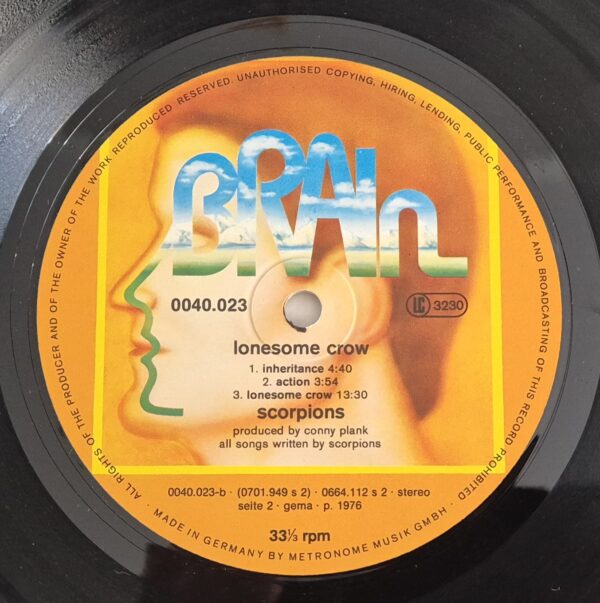 ALL RIGHTS OF THE PRODUCER AND OF THE OWNER OF THE WORK REPRODUCED RESERVED. UNAUTHORISED COPYING, HIRING, LENDING, PUBLIC PERFORMANCE AND BROADCASTING OF THIS RECORD PROHIBITED
BRAIn
0040.023
LC 3230
lonesome crow
1. inheritance 4:40
2. action 3:54
3. lonesome crow 13:30
scorpions
produced by conny plank
all songs written by scorpions
0040.023-b · (0701.949 s 2) · 0664.112 s 2 · stereo
seite 2 · gema · p. 1976
33⅓ rpm
· MADE IN GERMANY BY METRONOME MUSIK GMBH ·